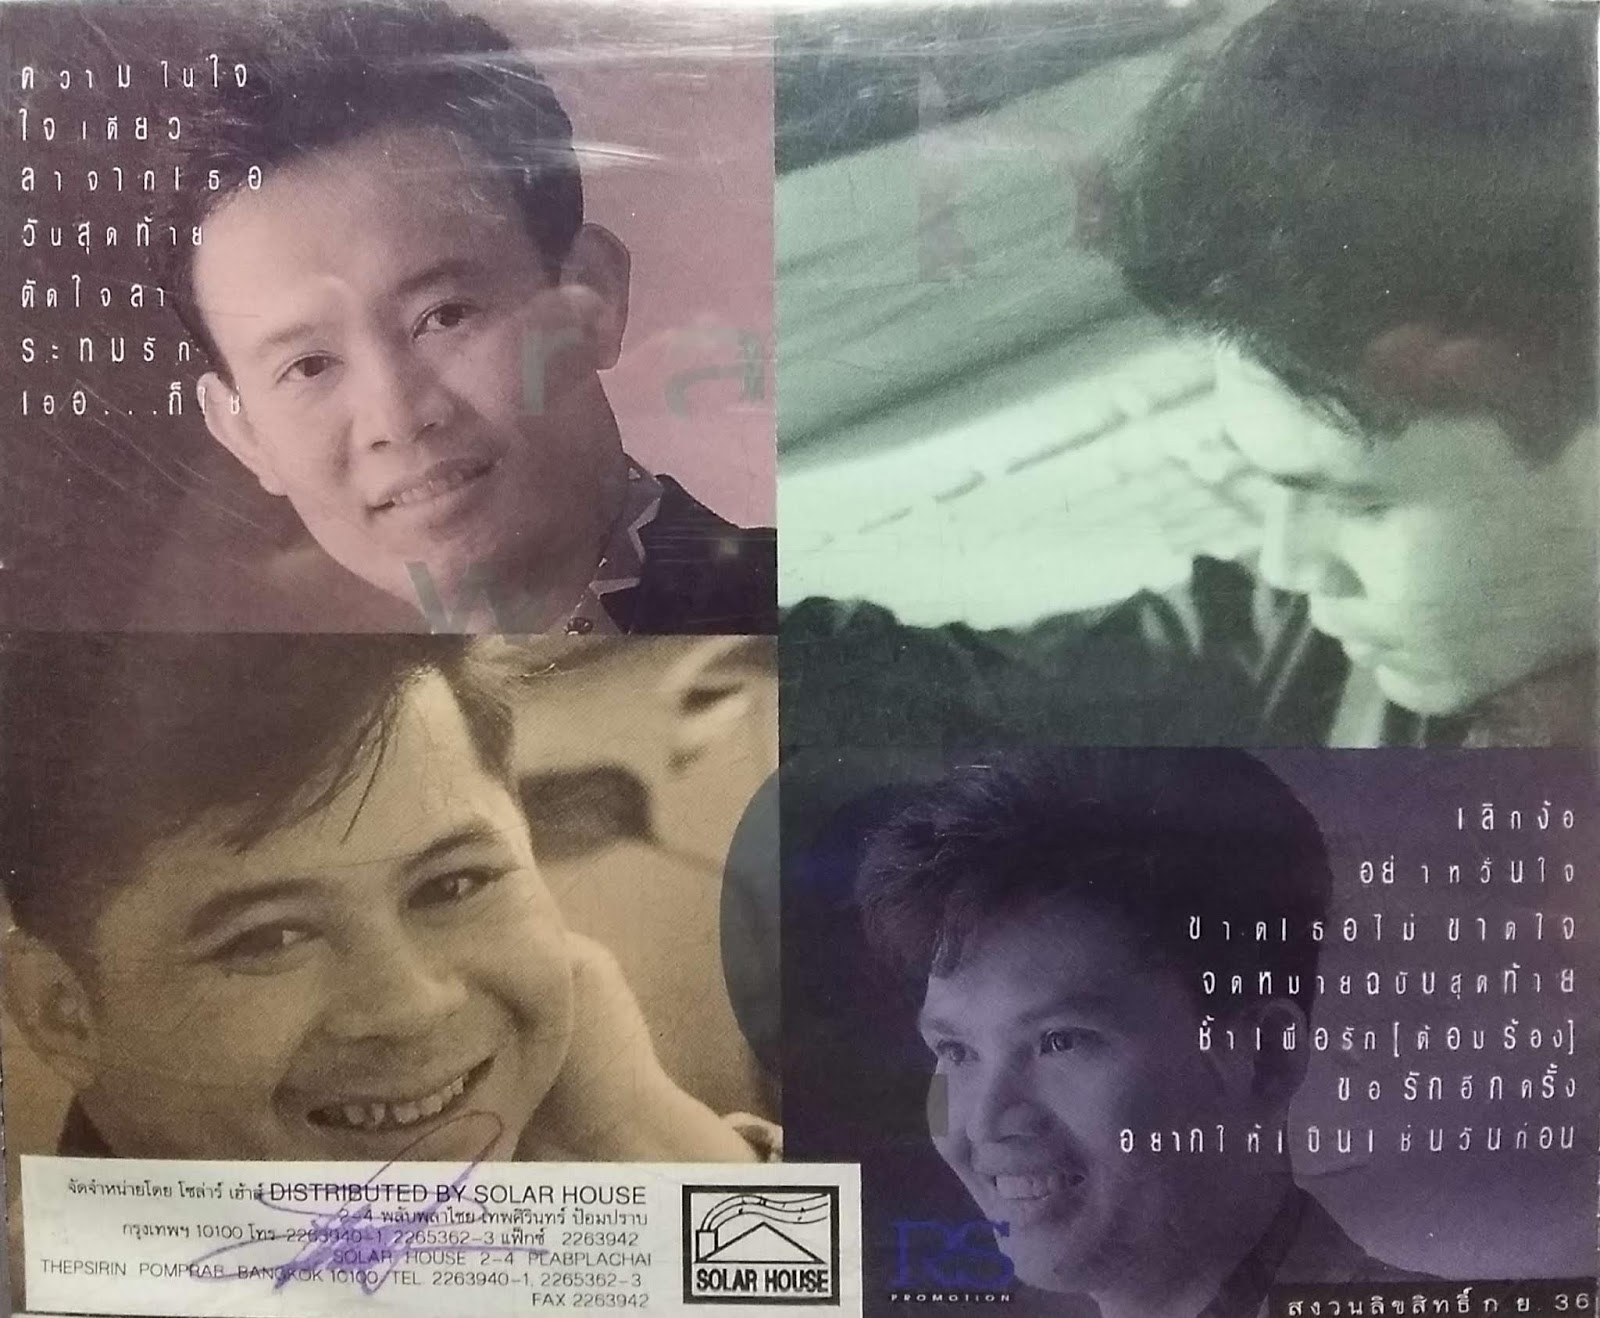 ความในใจ
ใจเดียว
ลาจากเธอ
วันสุดท้าย
ตัดใจลา
ระทมรัก
เออ...ก็ใช่
เลิกง้อ
อย่าหวั่นใจ
ขาดเธอไม่ขาดใจ
จดหมายฉบับสุดท้าย
ช้ำเพื่อรัก [ด้อมร้อง]
ขอรักอีกครั้ง
อยากให้เป็นเช่นวันก่อน
จัดจำหน่ายโดย โซล่าร์ เฮ้าส์ DISTRIBUTED BY SOLAR HOUSE
2-4 พลับพลาไชย เทพศิรินทร์ ป้อมปราบ
กรุงเทพฯ 10100 โทร 2263940-1, 2265362-3 แฟ็กซ์ 2263942
SOLAR HOUSE 2-4 PLABPLACHAI
THEPSIRIN POMPRAB BANGKOK 10100/TEL 2263940-1, 2265362-3
FAX 2263942
SOLAR HOUSE
RS
PROMOTION
สงวนลิขสิทธิ์ ก.ย. 36